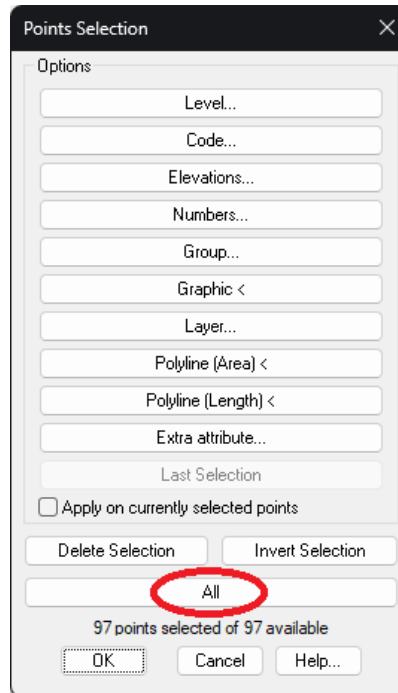 Points Selection
Options
Level...
Code...
Elevations...
Numbers...
Group...
Graphic <
Layer...
Polyline (Area) <
Polyline (Length) <
Extra attribute...
Last Selection
Apply on currently selected points
Delete Selection Invert Selection
All
97 points selected of 97 available
OK Cancel Help...